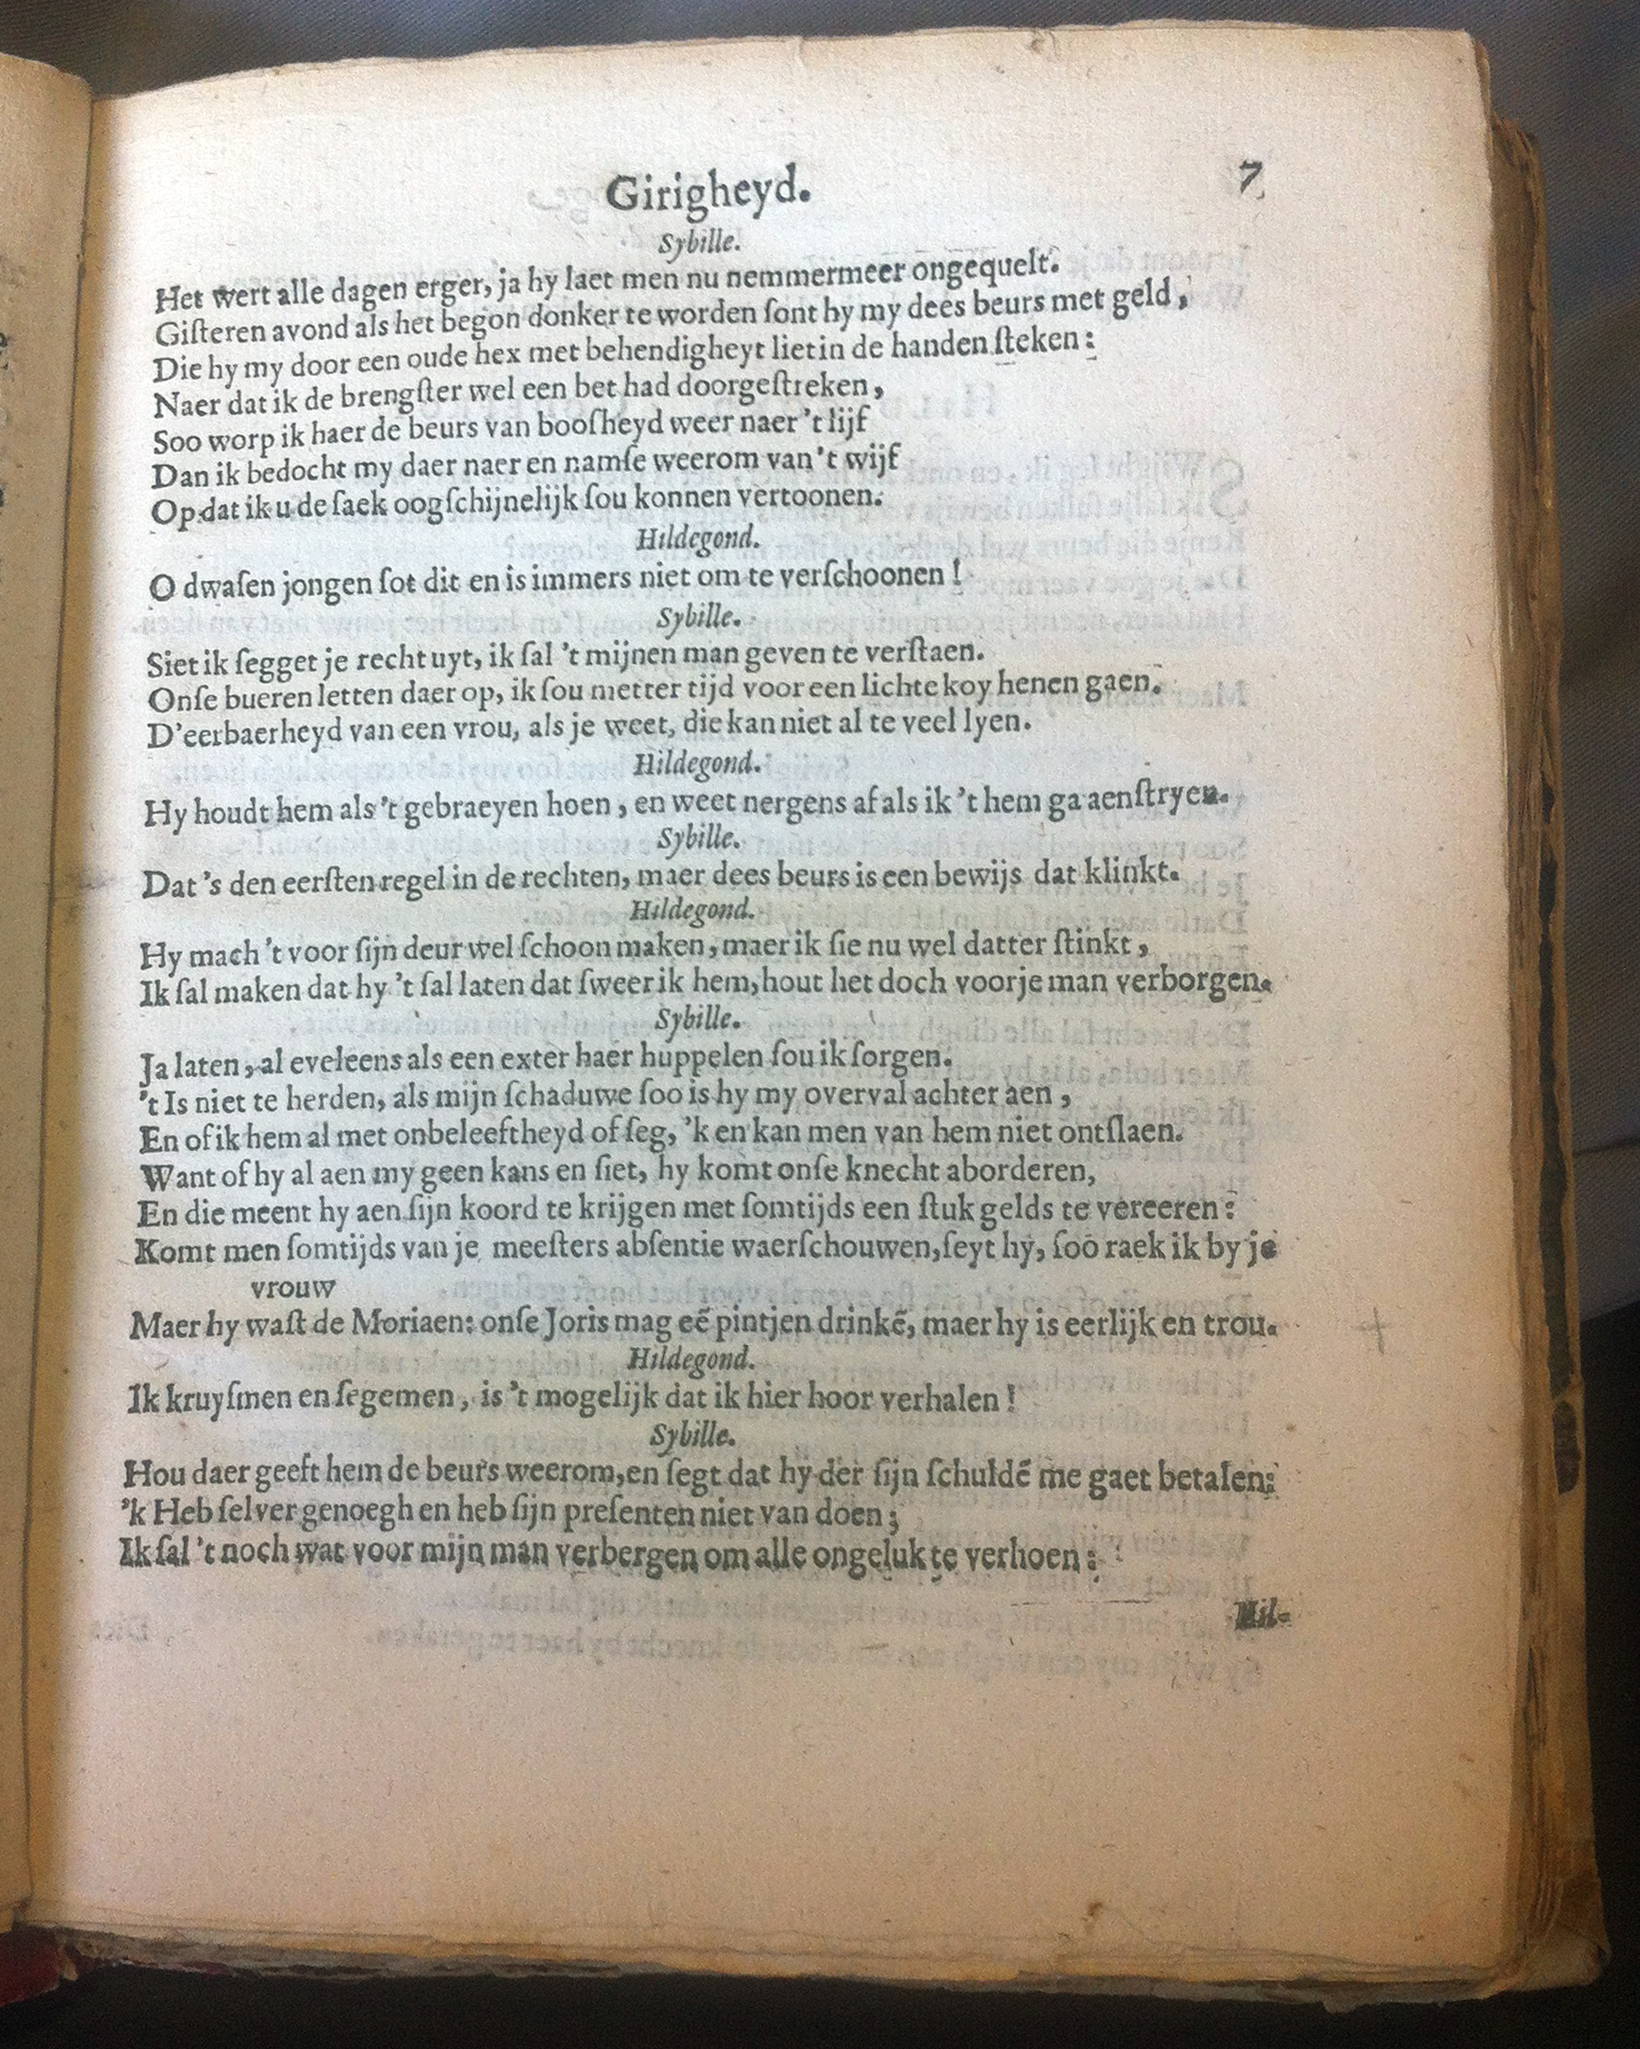 Girigheyd. 7
Sybille.
Het wert alle dagen erger, ja hy laet men nu nemmermeer ongequelt.
Giſteren avond als het begon donker te worden ſont hy my dees beurs met geld,
Die hy my door een oude hex met behendigheyt liet in de handen ſteken:
Naer dat ik de brengſter wel een bet had doorgeſtreken,
Soo worp ik haer de beurs van booſheyd weer naer 't lijf
Dan ik bedocht my daer naer en namſe weerom van 't wijf
Op dat ik u de ſaek oogſchijnelijk ſou konnen vertoonen.
Hildegond.
O dwaſen jongen ſot dit en is immers niet om te verſchoonen!
Sybille.
Siet ik ſegget je recht uyt, ik ſal 't mijnen man geven te verſtaen.
Onſe bueren letten daer op, ik ſou metter tijd voor een lichte koy henen gaen.
D'eerbaerheyd van een vrou, als je weet, die kan niet al te veel lyen.
Hildegond.
Hy houdt hem als 't gebraeyen hoen, en weet nergens af als ik 't hem ga aenſtryen.
Sybille.
Dat 's den eerſten regel in de rechten, maer dees beurs is een bewijs dat klinkt.
Hildegond.
Hy mach 't voor ſijn deur wel ſchoon maken, maer ik ſie nu wel datter ſtinkt,
Ik ſal maken dat hy 't ſal laten dat ſweer ik hem, hout het doch voor je man verborgen.
Sybille.
Ja laten, al eveleens als een exter haer huppelen ſou ik ſorgen.
't Is niet te herden, als mijn ſchaduwe ſoo is hy my overval achter aen,
En of ik hem al met onbeleeftheyd of ſeg, 'k en kan men van hem niet ontſlaen.
Want of hy al aen my geen kans en ſiet, hy komt onſe knecht aborderen,
En die meent hy aen ſijn koord te krijgen met ſomtijds een ſtuk gelds te vereeren:
Komt men ſomtijds van je meeſters abſentie waerſchouwen, ſeyt hy, ſoo raek ik by je
vrouw
Maer hy waſt de Moriaen: onſe Joris mag eẽ pintjen drinkẽ, maer hy is eerlijk en trou.
Hildegond.
Ik kruyſmen en ſegemen, is 't mogelijk dat ik hier hoor verhalen!
Sybille.
Hou daer geeft hem de beurs weerom, en ſegt dat hy der ſijn ſchuldẽ me gaet betalen:
'k Heb ſelver genoegh en heb ſijn preſenten niet van doen;
Ik ſal 't noch wat voor mijn man verbergen om alle ongeluk te verhoen:
Hil-